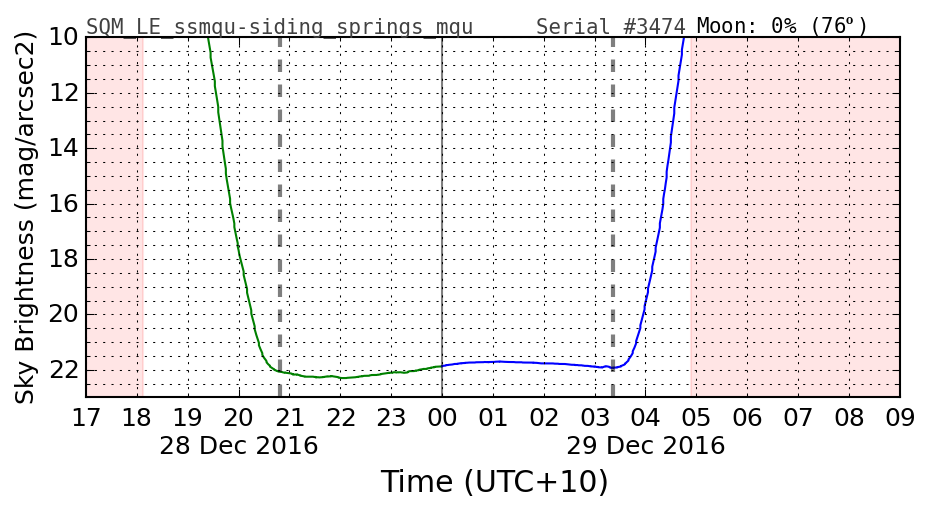 SQM_LE_ssmqu-siding_springs_mqu Serial #3474 Moon: 0% (76º)
Sky Brightness (mag/arcsec2)
10
12
14
16
18
20
22
17 18 19 20 21 22 23 00 01 02 03 04 05 06 07 08 09
28 Dec 2016 29 Dec 2016
Time (UTC+10)